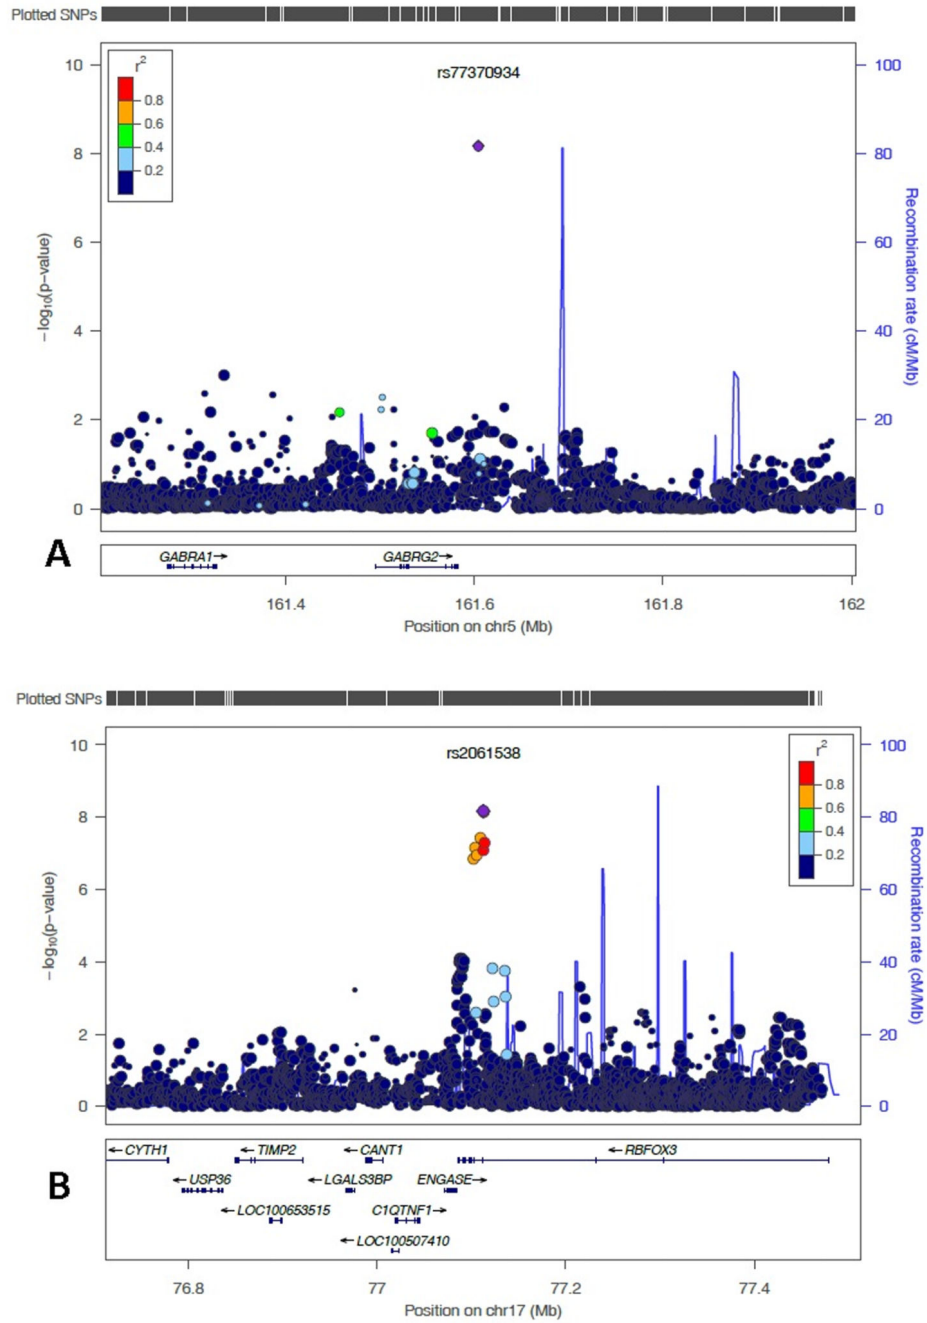 Plotted SNPs
rs77370934
r²
0.8
0.6
0.4
0.2
10
8
6
4
2
0
−log₁₀(p−value)
100
80
60
40
20
0
Recombination rate (cM/Mb)
A
GABRA1→
GABRG2→
161.4
161.6
161.8
162
Position on chr5 (Mb)
Plotted SNPs
rs2061538
r²
0.8
0.6
0.4
0.2
10
8
6
4
2
0
−log₁₀(p−value)
100
80
60
40
20
0
Recombination rate (cM/Mb)
B
←CYTH1
←TIMP2
←CANT1
←RBFOX3
←USP36
←LGALS3BP
ENGASE→
←LOC100653515
C1QTNF1→
←LOC100507410
76.8
77
77.2
77.4
Position on chr17 (Mb)